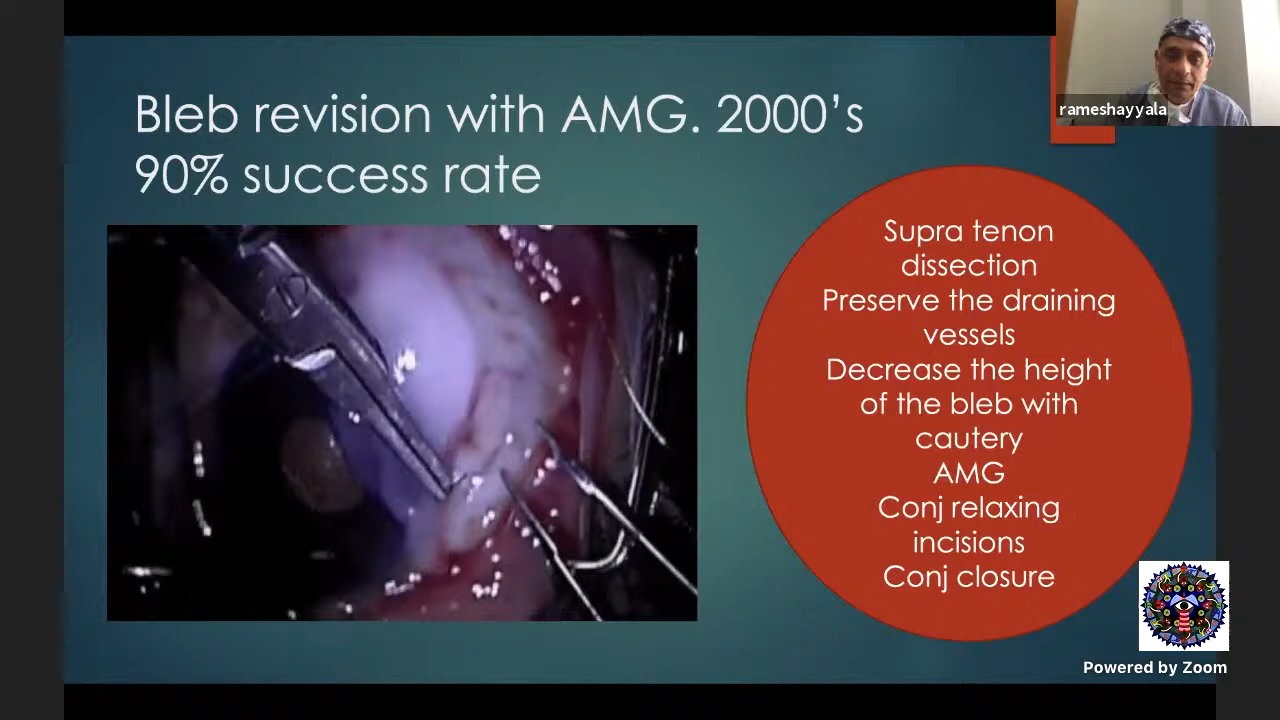 rameshayyala
Bleb revision with AMG. 2000’s
90% success rate
Supra tenon
dissection
Preserve the draining
vessels
Decrease the height
of the bleb with
cautery
AMG
Conj relaxing
incisions
Conj closure
Powered by Zoom